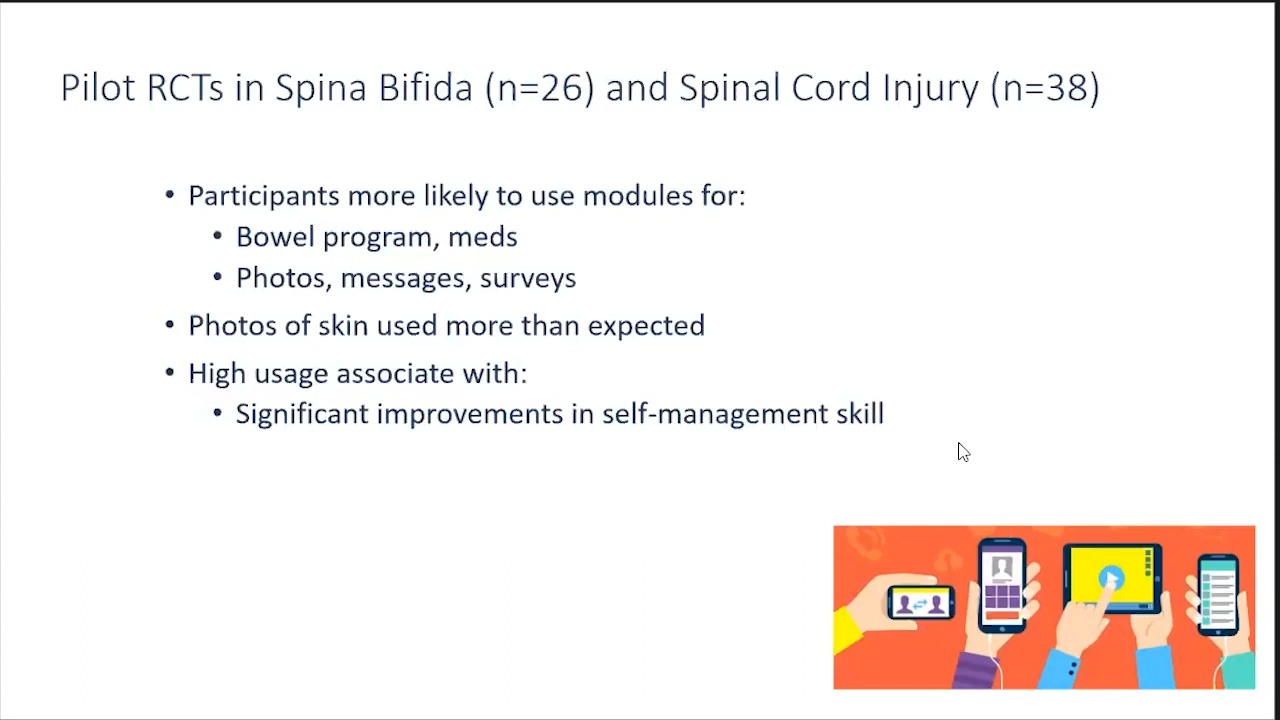 Pilot RCTs in Spina Bifida (n=26) and Spinal Cord Injury (n=38)
• Participants more likely to use modules for:
• Bowel program, meds
• Photos, messages, surveys
• Photos of skin used more than expected
• High usage associate with:
• Significant improvements in self-management skill